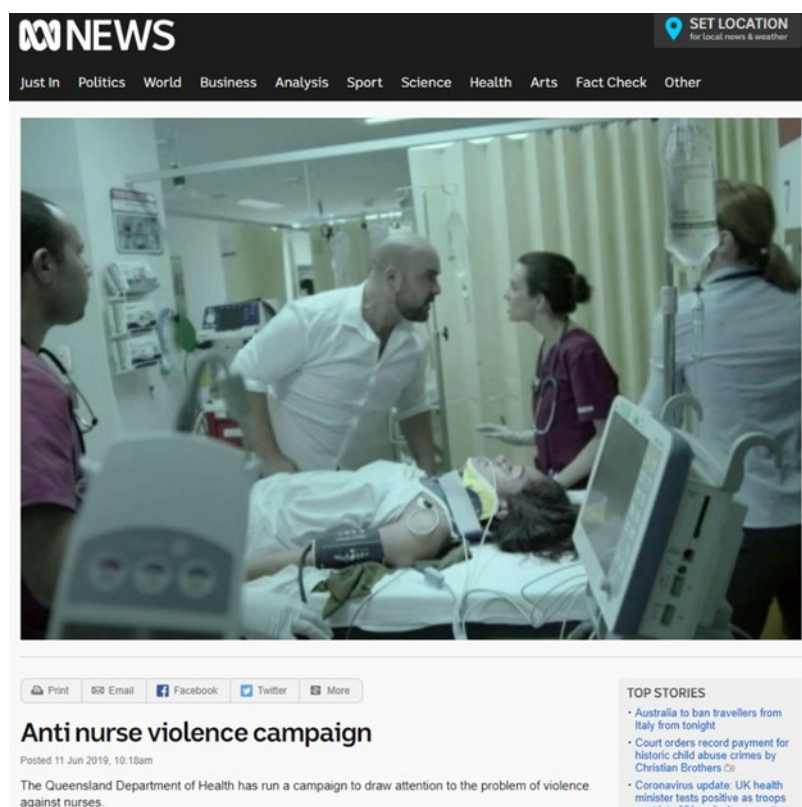 NEWS
SET LOCATION
for local news & weather
Just In Politics World Business Analysis Sport Science Health Arts Fact Check Other
Print Email Facebook Twitter More
Anti nurse violence campaign
Posted 11 Jun 2019, 10:18am
The Queensland Department of Health has run a campaign to draw attention to the problem of violence
against nurses.
TOP STORIES
• Australia to ban travellers from
Italy from tonight
• Court orders record payment for
historic child abuse crimes by
Christian Brothers
• Coronavirus update: UK health
minister tests positive as troops